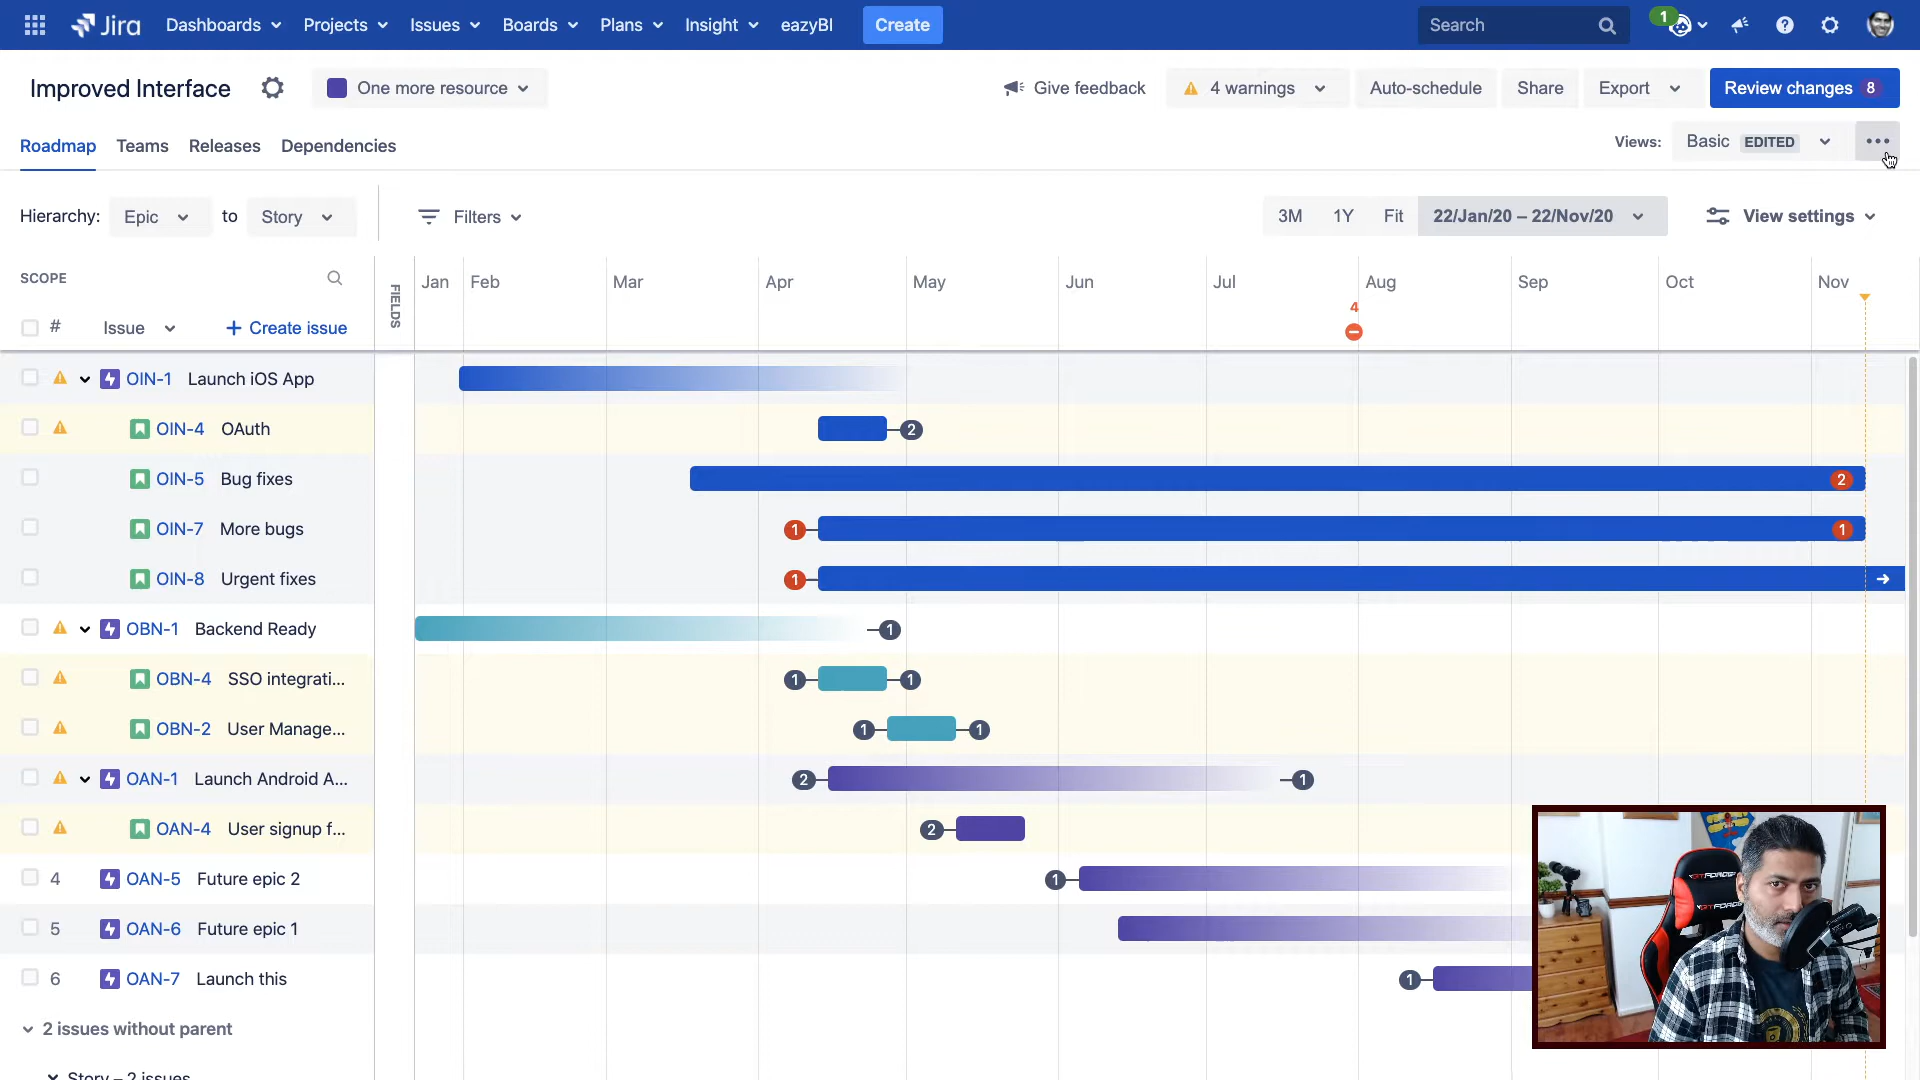 Jira Dashboards Projects Issues Boards Plans Insight eazyBI Create Search 1
Improved Interface One more resource Give feedback 4 warnings Auto-schedule Share Export Review changes 8
Roadmap Teams Releases Dependencies Views: Basic EDITED
Hierarchy: Epic to Story Filters 3M 1Y Fit 22/Jan/20 – 22/Nov/20 View settings
SCOPE FIELDS Jan Feb Mar Apr May Jun Jul Aug Sep Oct Nov
4
# Issue + Create issue
OIN-1 Launch iOS App
OIN-4 OAuth 2
OIN-5 Bug fixes 2
OIN-7 More bugs 1 1
OIN-8 Urgent fixes 1
OBN-1 Backend Ready 1
OBN-4 SSO integrati... 1 1
OBN-2 User Manage... 1 1
OAN-1 Launch Android A... 2 1
OAN-4 User signup f... 2
4 OAN-5 Future epic 2 1
5 OAN-6 Future epic 1
6 OAN-7 Launch this 1
2 issues without parent
Story – 2 issues